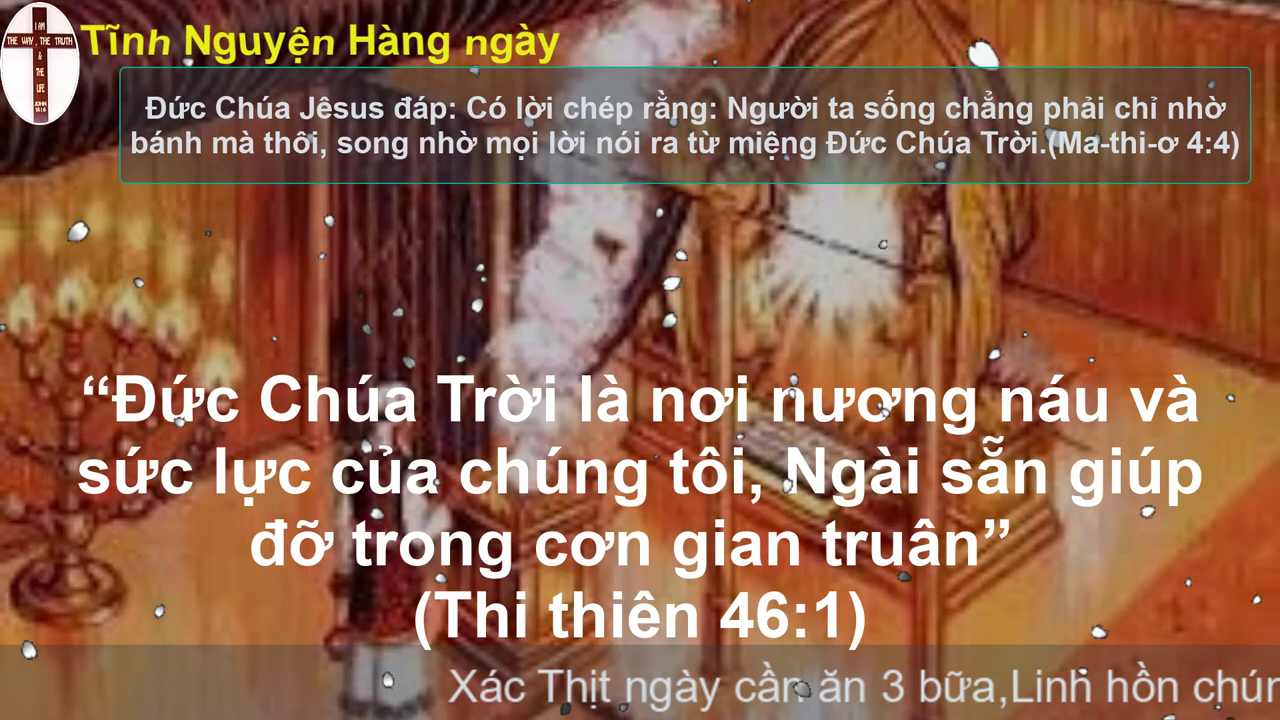 I AM
THE WAY, THE TRUTH
&
THE
LIFE
JOHN
Tĩnh Nguyện Hàng ngày
Đức Chúa Jêsus đáp: Có lời chép rằng: Người ta sống chẳng phải chỉ nhờ
bánh mà thôi, song nhờ mọi lời nói ra từ miệng Đức Chúa Trời.(Ma-thi-ơ 4:4)
“Đức Chúa Trời là nơi nương náu và
sức lực của chúng tôi, Ngài sẵn giúp
đỡ trong cơn gian truân”
(Thi thiên 46:1)
Xác Thịt ngày cần ăn 3 bữa,Linh hồn